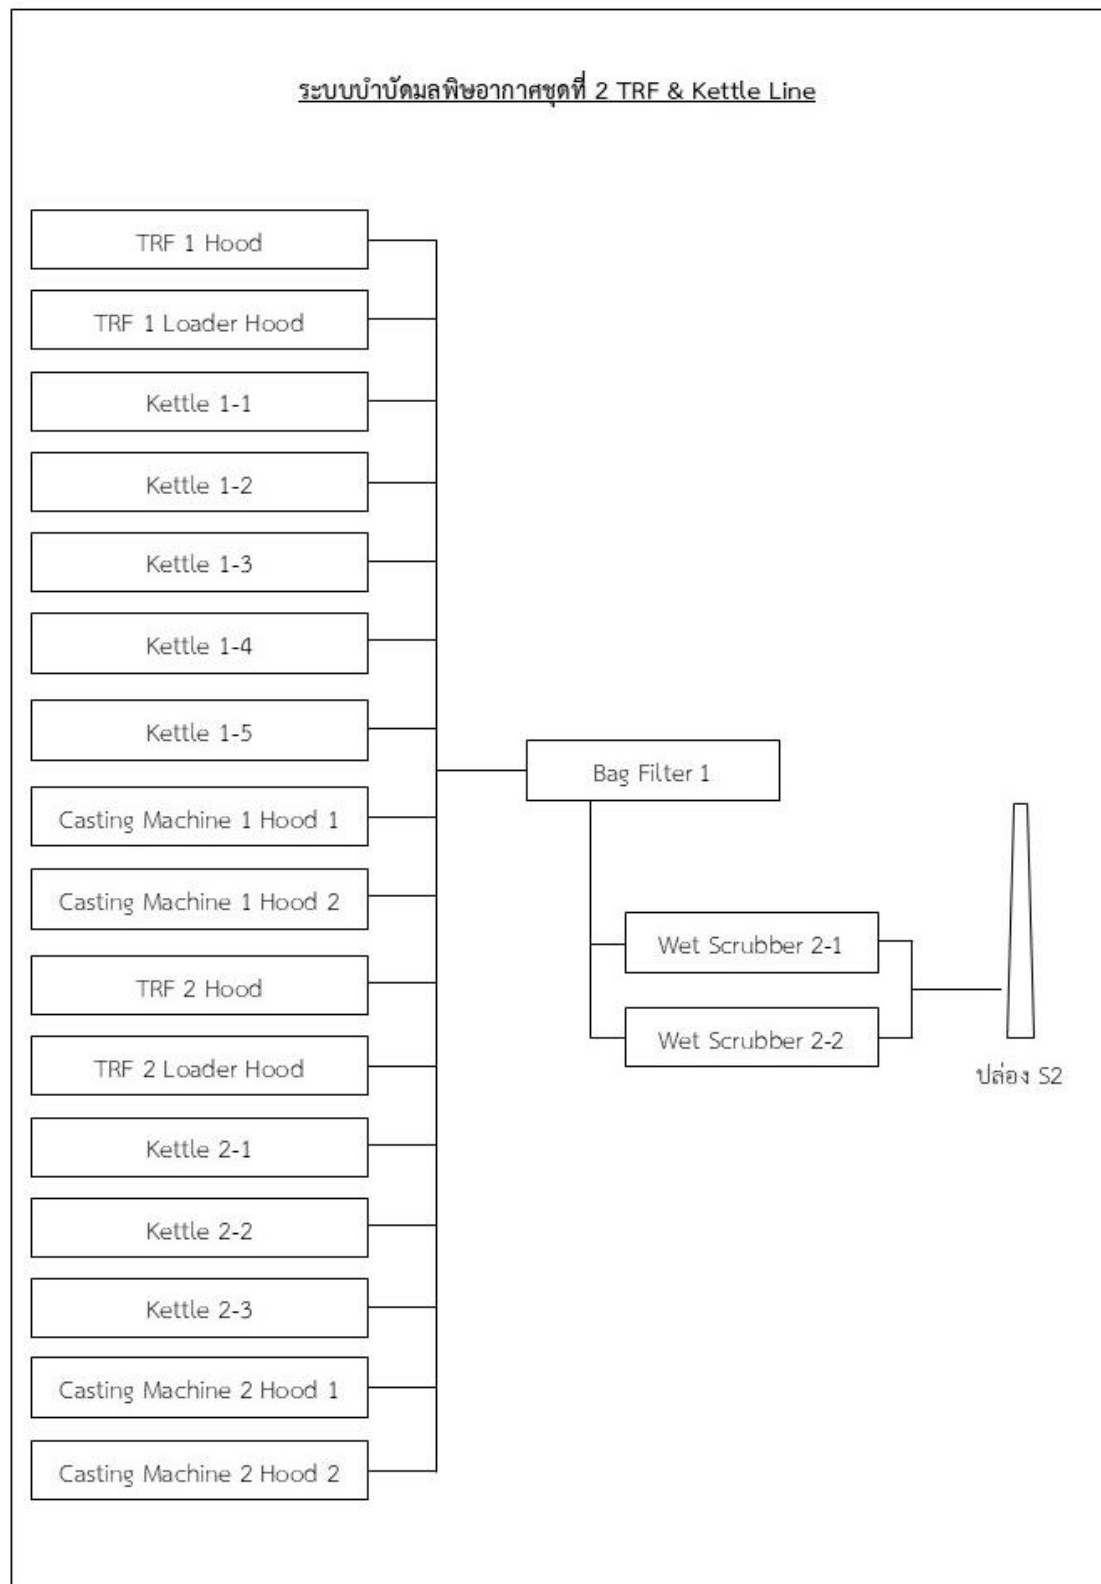 ระบบบำบัดมลพิษอากาศชุดที่ 2 TRF & Kettle Line
TRF 1 Hood
TRF 1 Loader Hood
Kettle 1-1
Kettle 1-2
Kettle 1-3
Kettle 1-4
Kettle 1-5
Casting Machine 1 Hood 1
Casting Machine 1 Hood 2
TRF 2 Hood
TRF 2 Loader Hood
Kettle 2-1
Kettle 2-2
Kettle 2-3
Casting Machine 2 Hood 1
Casting Machine 2 Hood 2
Bag Filter 1
Wet Scrubber 2-1
Wet Scrubber 2-2
ปล่อง S2